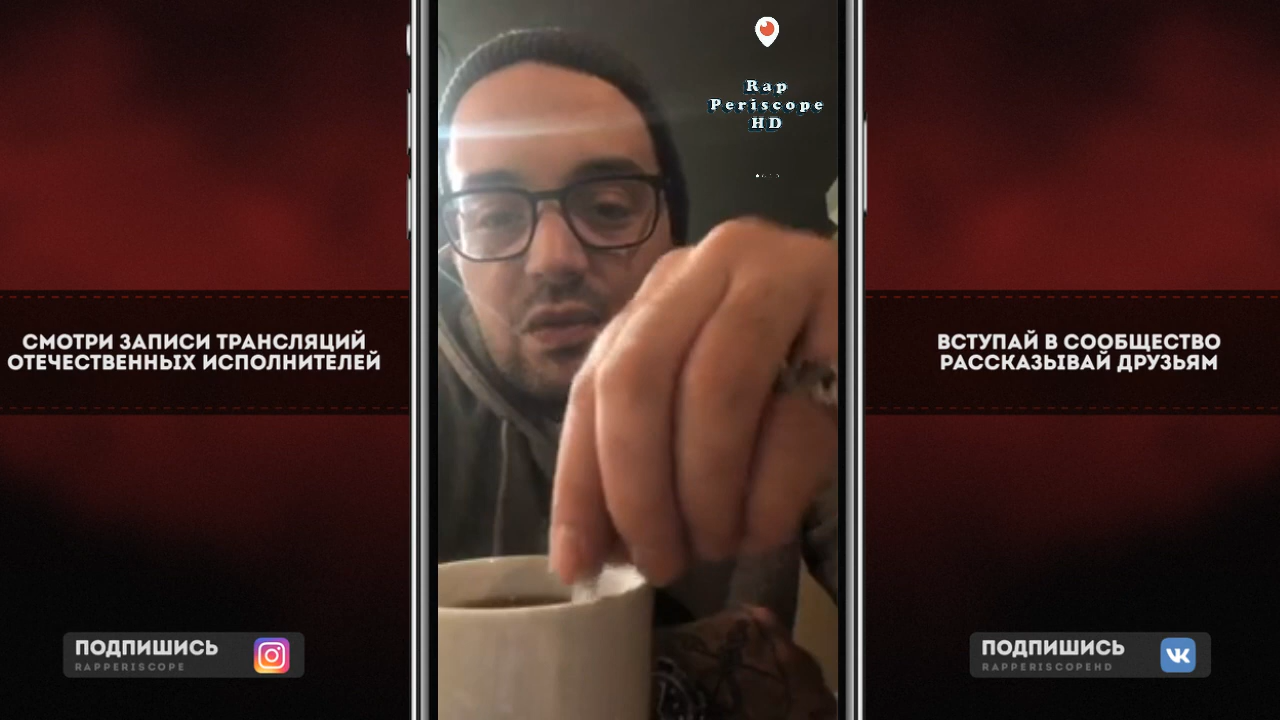 Rap
Periscope
HD
СМОТРИ ЗАПИСИ ТРАНСЛЯЦИЙ
ОТЕЧЕСТВЕННЫХ ИСПОЛНИТЕЛЕЙ
ВСТУПАЙ В СООБЩЕСТВО
РАССКАЗЫВАЙ ДРУЗЬЯМ
ПОДПИШИСЬ
RAPPERISCOPE
ПОДПИШИСЬ
RAPPERISCOPEHD